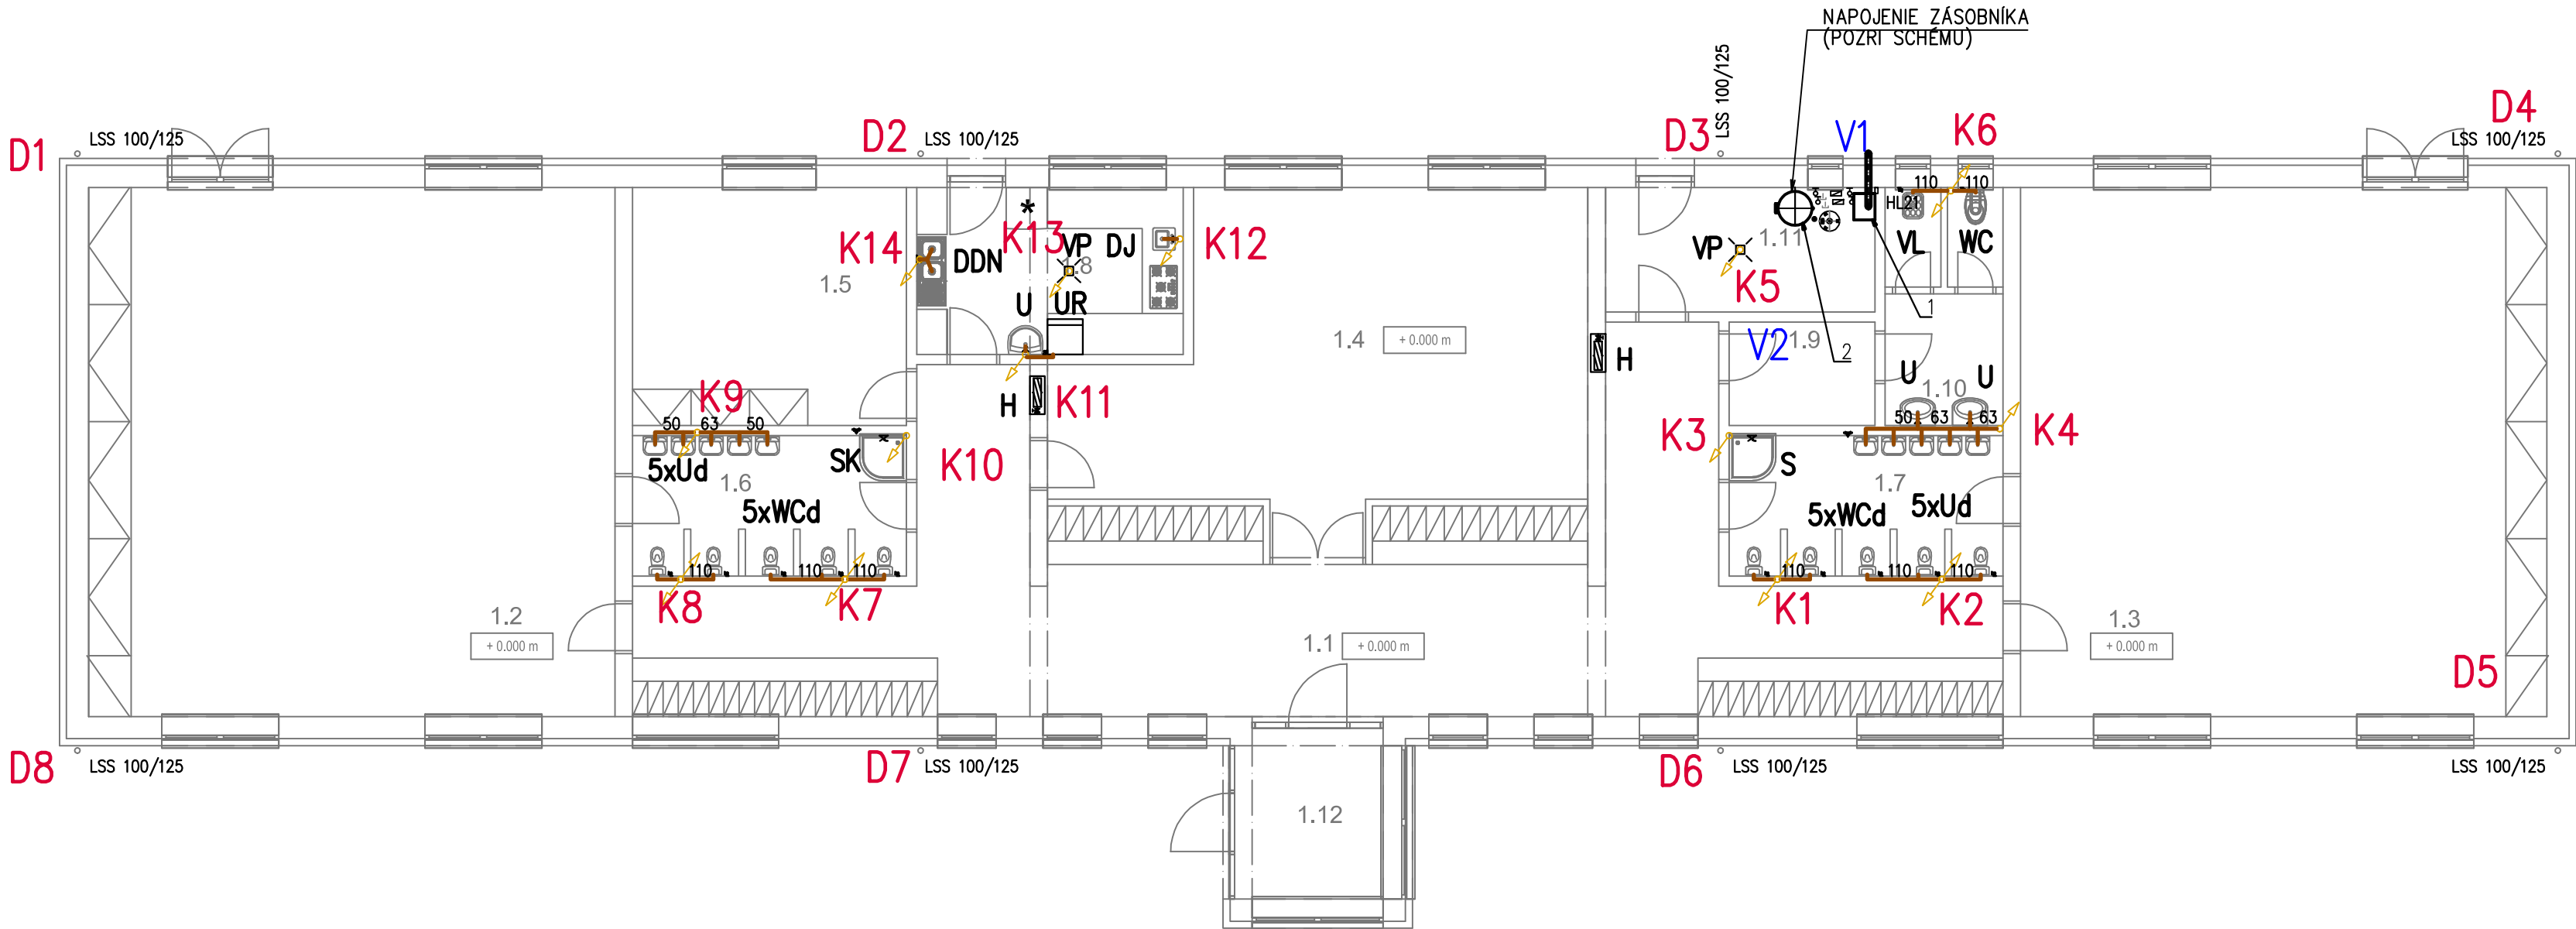 NAPOJENIE ZÁSOBNÍKA
(POZRI SCHÉMU)
LSS 100/125
D1
LSS 100/125
D2
LSS 100/125
D3
V1
K6
D4
LSS 100/125
110
110
HL21
*
K14
DDN
K13
VP
DJ
1.8
K12
VP
1.11
K5
VL
WC
1.5
U
UR
1
1.4
+ 0.000 m
H
V2
1.9
2
U
1.10
U
H
K11
K9
50
63
50
50
63
63
K3
K4
5xUd
1.6
SK
K10
S
1.7
5xWCd
5xWCd
5xUd
110
110
110
110
110
110
K8
K7
K1
K2
1.2
+ 0.000 m
1.1
+ 0.000 m
1.3
+ 0.000 m
D5
D8
LSS 100/125
D7
LSS 100/125
D6
LSS 100/125
LSS 100/125
1.12